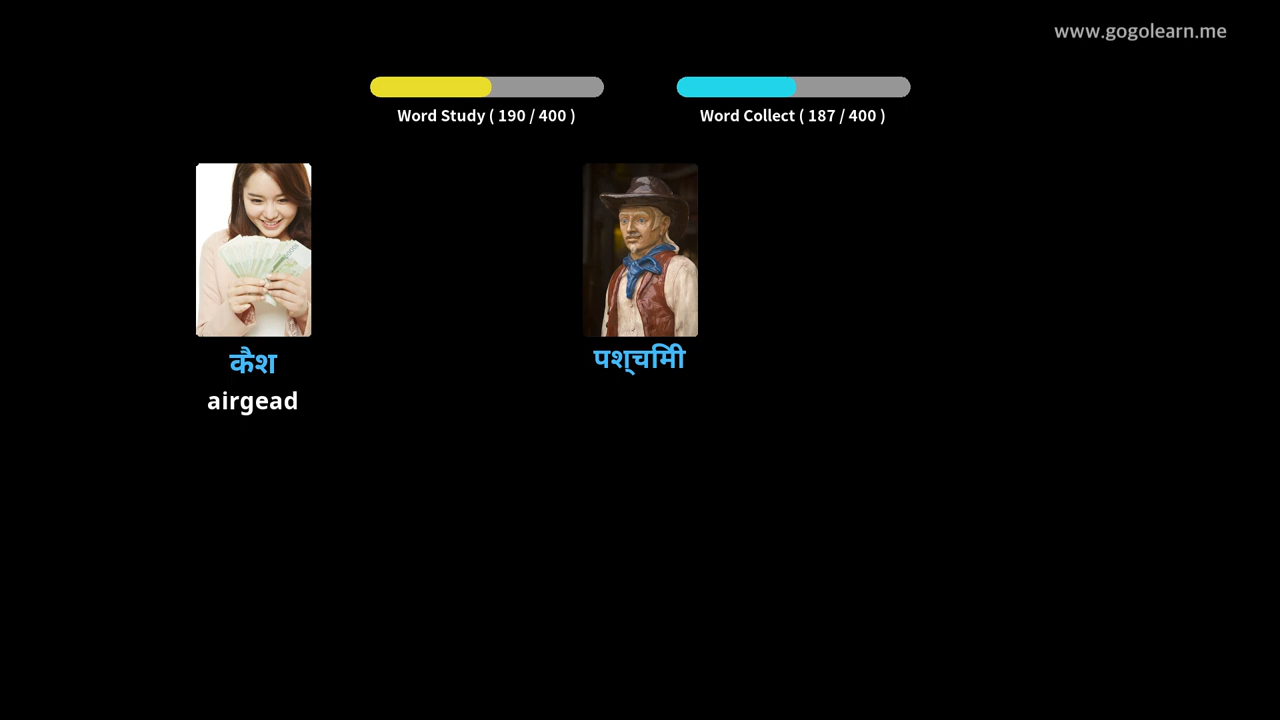 www.gogolearn.me
Word Study ( 190 / 400 )
Word Collect ( 187 / 400 )
कैश
airgead
पश्चिमी